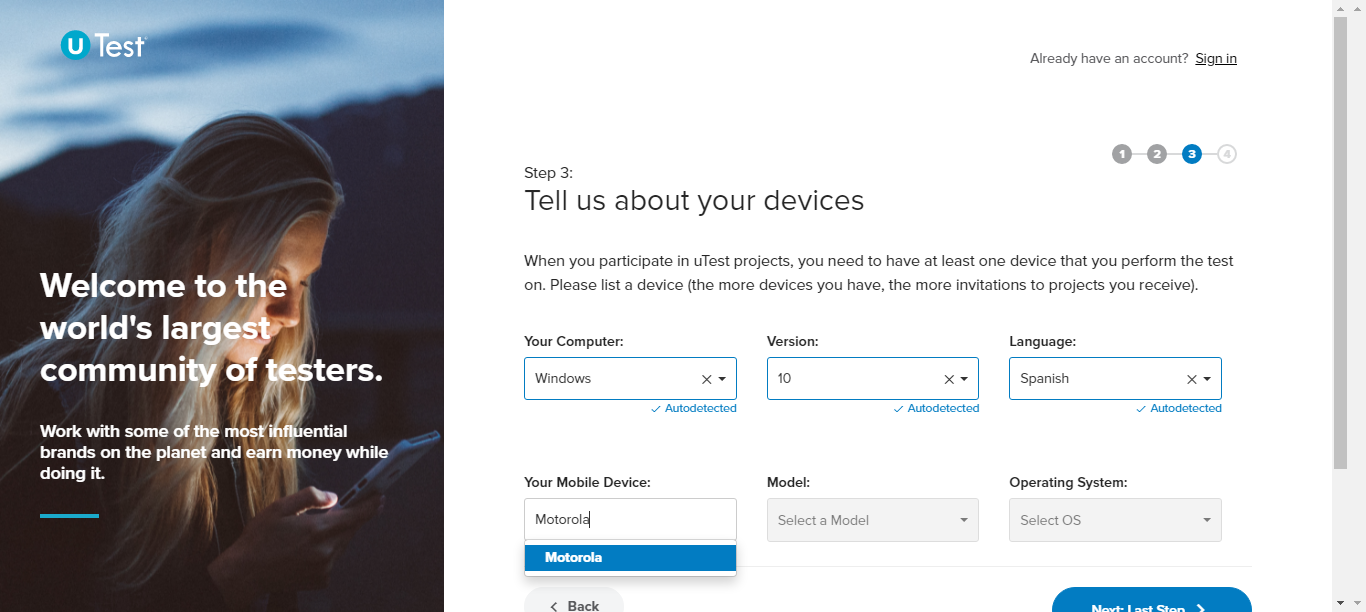 U Test
Already have an account? Sign in
1 2 3 4
Step 3:
Tell us about your devices
When you participate in uTest projects, you need to have at least one device that you perform the test
on. Please list a device (the more devices you have, the more invitations to projects you receive).
Your Computer: Version: Language:
Windows 10 Spanish
Autodetected Autodetected Autodetected
Your Mobile Device: Model: Operating System:
Motorola Select a Model Select OS
Motorola
Back Next: Last Step
Welcome to the
world's largest
community of testers.
Work with some of the most influential
brands on the planet and earn money while
doing it.